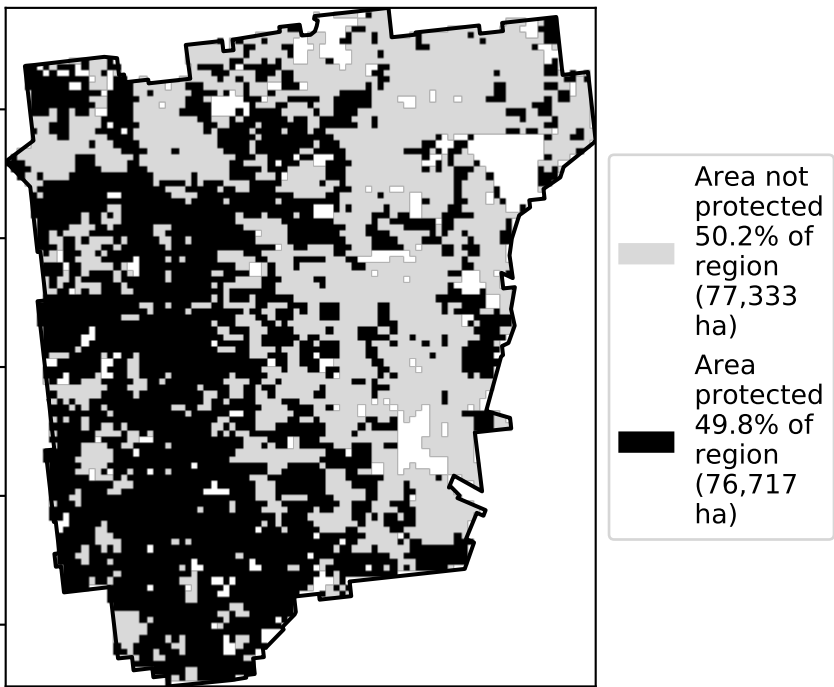 Area not
protected
50.2% of
region
(77,333
ha)
Area
protected
49.8% of
region
(76,717
ha)